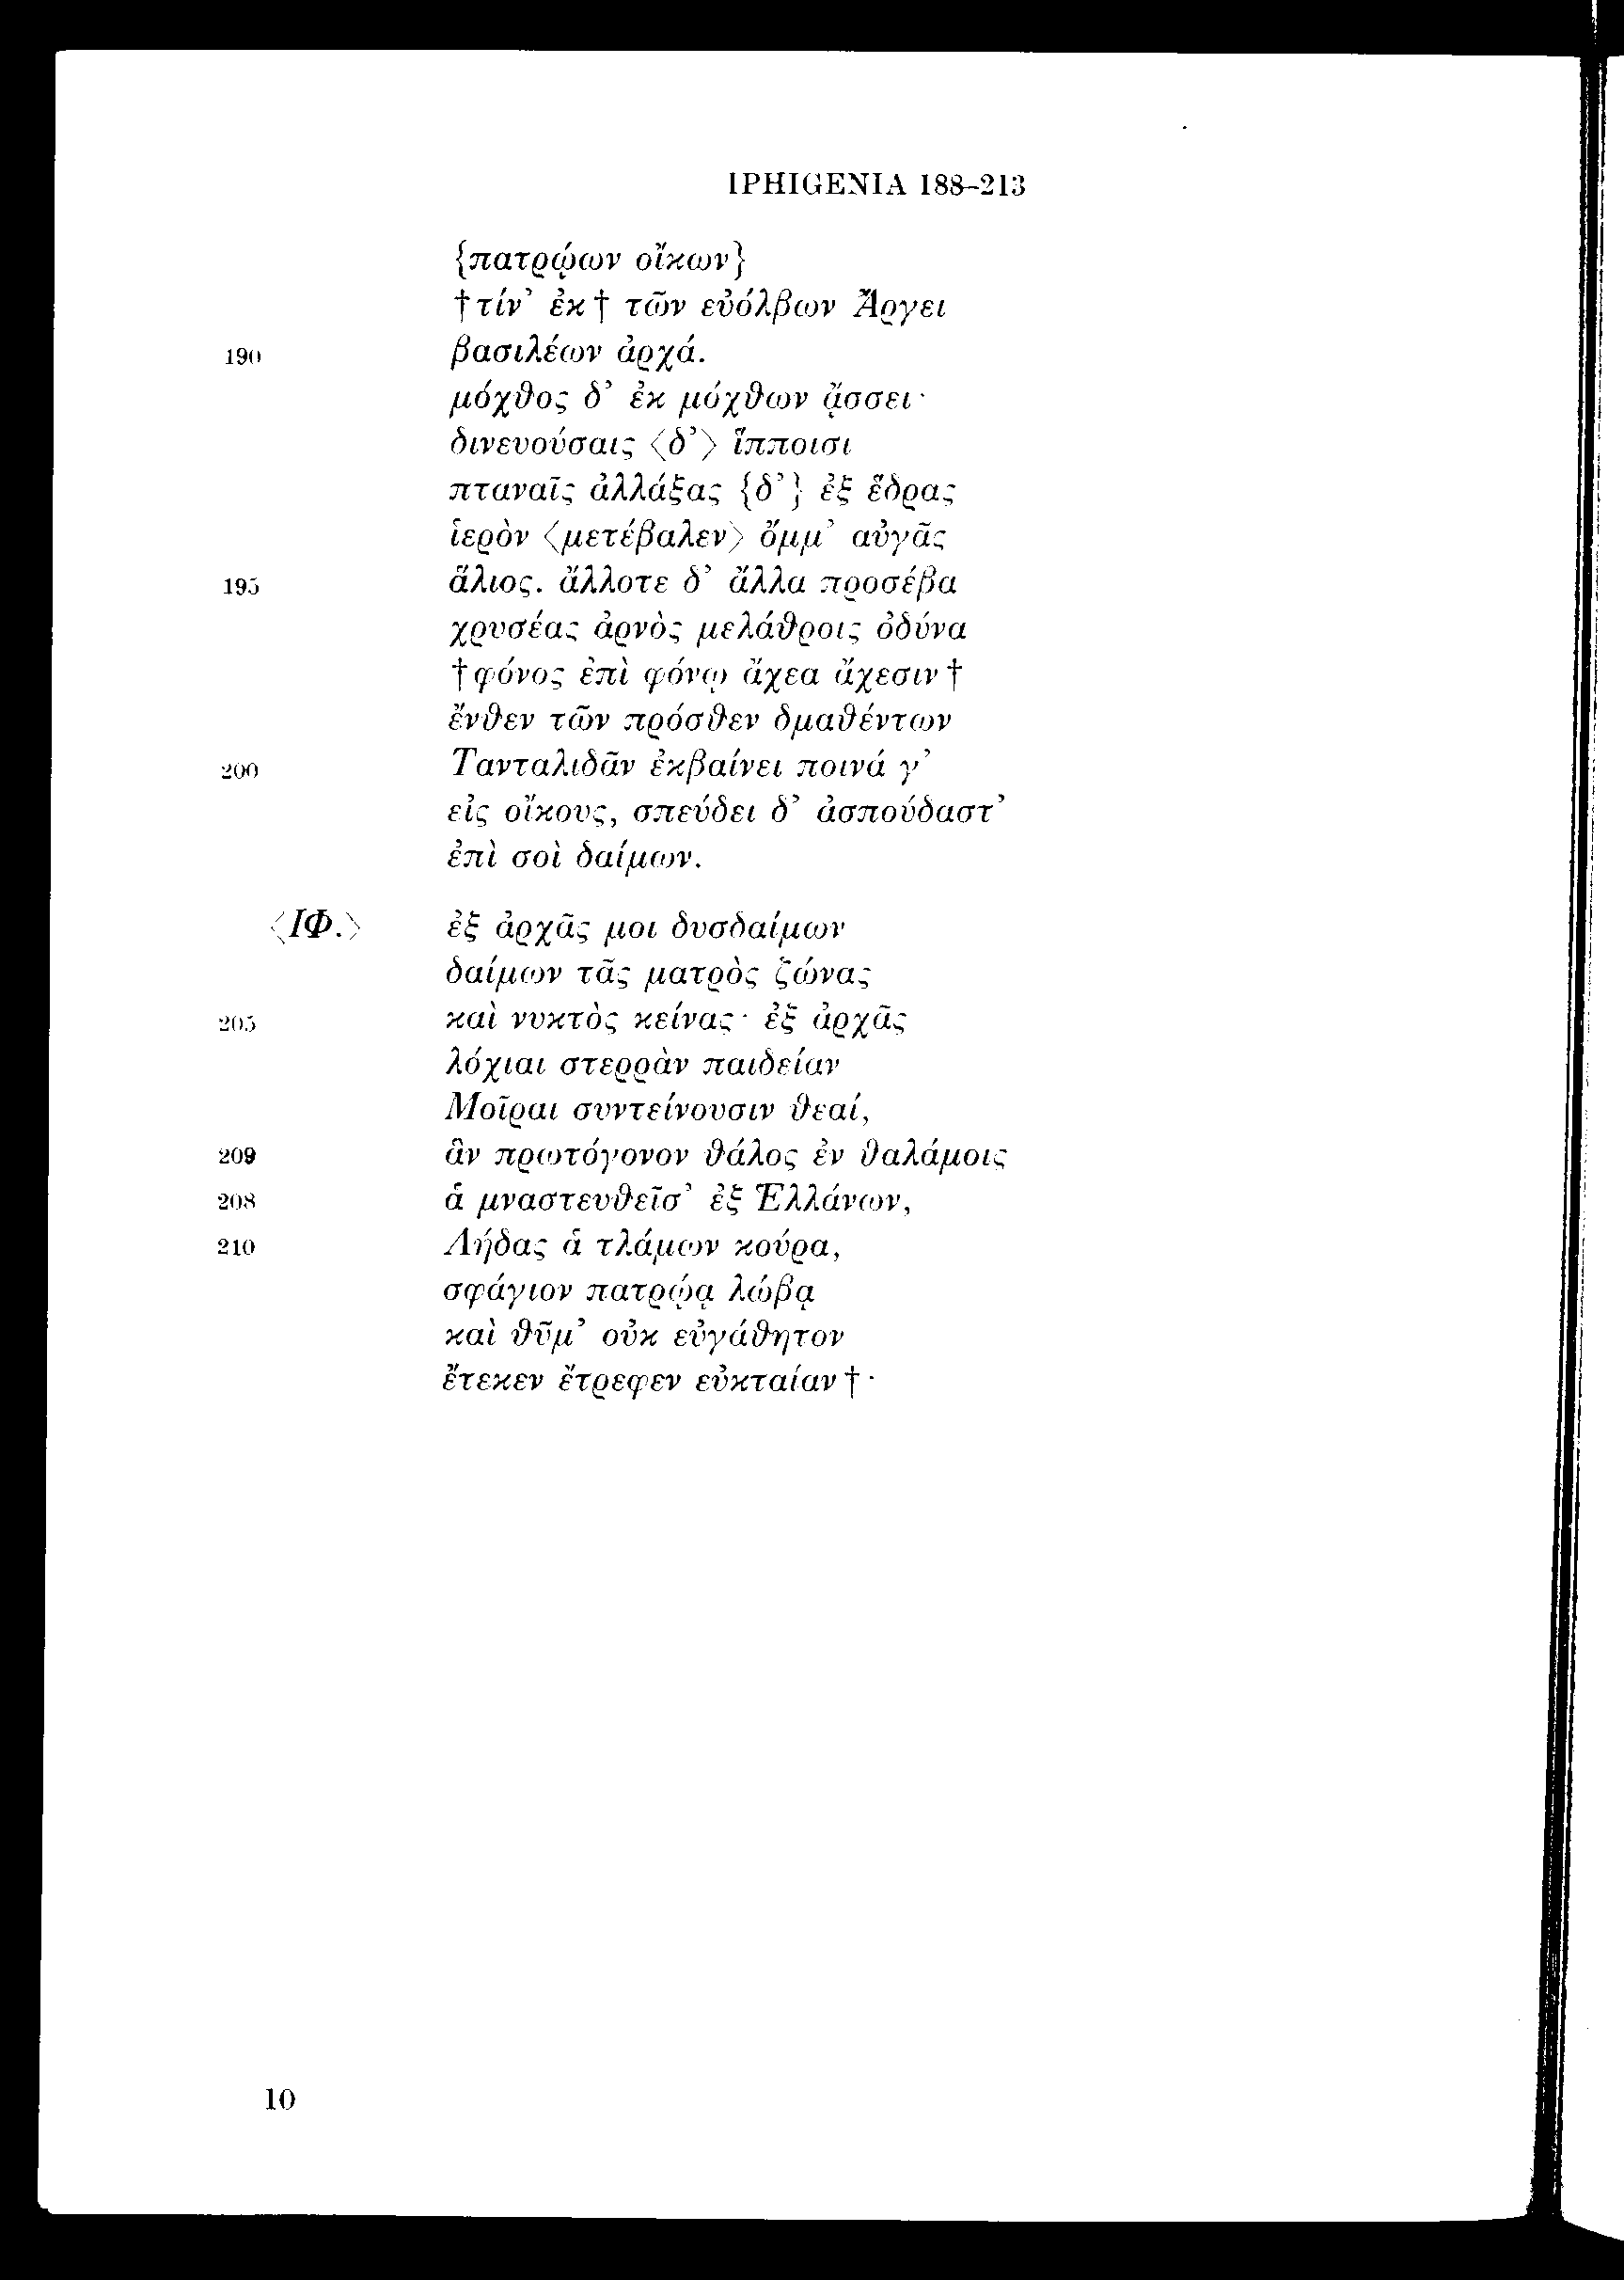 IPHIGENIA 188–213
{πατρῴων οἴκων}
†τίν’ ἐκ† τῶν εὐόλβων Ἄργει
190 βασιλέων ἀρχά.
μόχθος δ’ ἐκ μόχθων ᾄσσει·
δινευούσαις ⟨δ’⟩ ἵπποισι
πταναῖς ἀλλάξας {δ’} ἐξ ἕδρας
ἱερὸν ⟨μετέβαλεν⟩ ὄμμ’ αὐγᾶς
195 ἅλιος. ἄλλοτε δ’ ἄλλα προσέβα
χρυσέας ἀρνὸς μελάθροις ὀδύνα
†φόνος ἐπὶ φόνῳ ἄχεα ἄχεσιν†
ἔνθεν τῶν πρόσθεν δμαθέντων
200 Τανταλιδᾶν ἐκβαίνει ποινά γ’
εἰς οἴκους, σπεύδει δ’ ἀσπούδαστ’
ἐπὶ σοὶ δαίμων.
⟨ΙΦ.⟩ ἐξ ἀρχᾶς μοι δυσδαίμων
δαίμων τᾶς ματρὸς ζώνας
205 καὶ νυκτὸς κείνας· ἐξ ἀρχᾶς
λόχιαι στερρὰν παιδείαν
Μοῖραι συντείνουσιν θεαί,
209 ἃν πρωτόγονον θάλος ἐν θαλάμοις
208 ἁ μναστευθεῖσ’ ἐξ Ἑλλάνων,
210 Λήδας ἁ τλάμων κούρα,
σφάγιον πατρῴᾳ λώβᾳ
καὶ θῦμ’ οὐκ εὐγάθητον
ἔτεκεν ἔτρεφεν εὐκταίαν†·
10